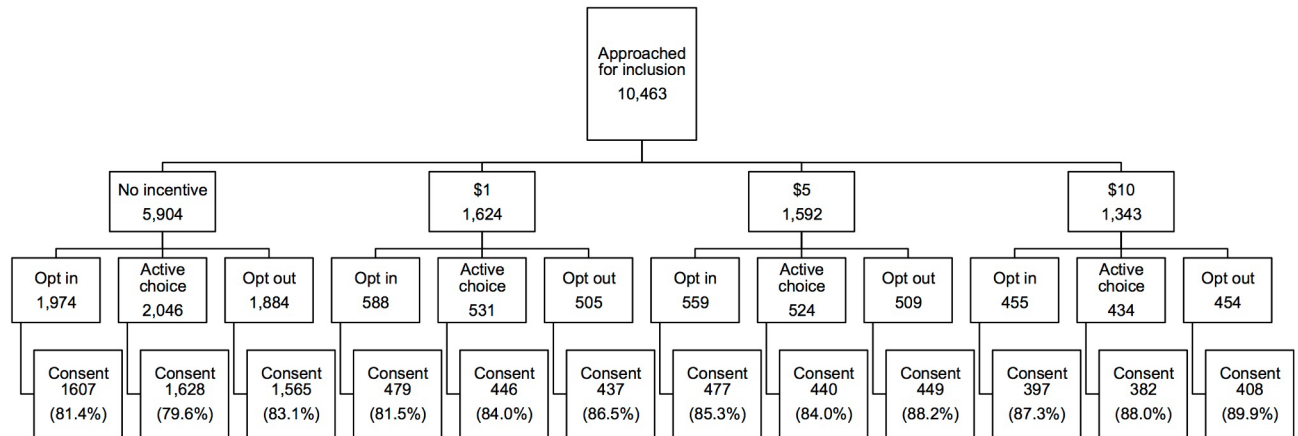 Approached
for inclusion
10,463
No incentive
5,904
$1
1,624
$5
1,592
$10
1,343
Opt in
1,974
Active
choice
2,046
Opt out
1,884
Opt in
588
Active
choice
531
Opt out
505
Opt in
559
Active
choice
524
Opt out
509
Opt in
455
Active
choice
434
Opt out
454
Consent
1607
(81.4%)
Consent
1,628
(79.6%)
Consent
1,565
(83.1%)
Consent
479
(81.5%)
Consent
446
(84.0%)
Consent
437
(86.5%)
Consent
477
(85.3%)
Consent
440
(84.0%)
Consent
449
(88.2%)
Consent
397
(87.3%)
Consent
382
(88.0%)
Consent
408
(89.9%)